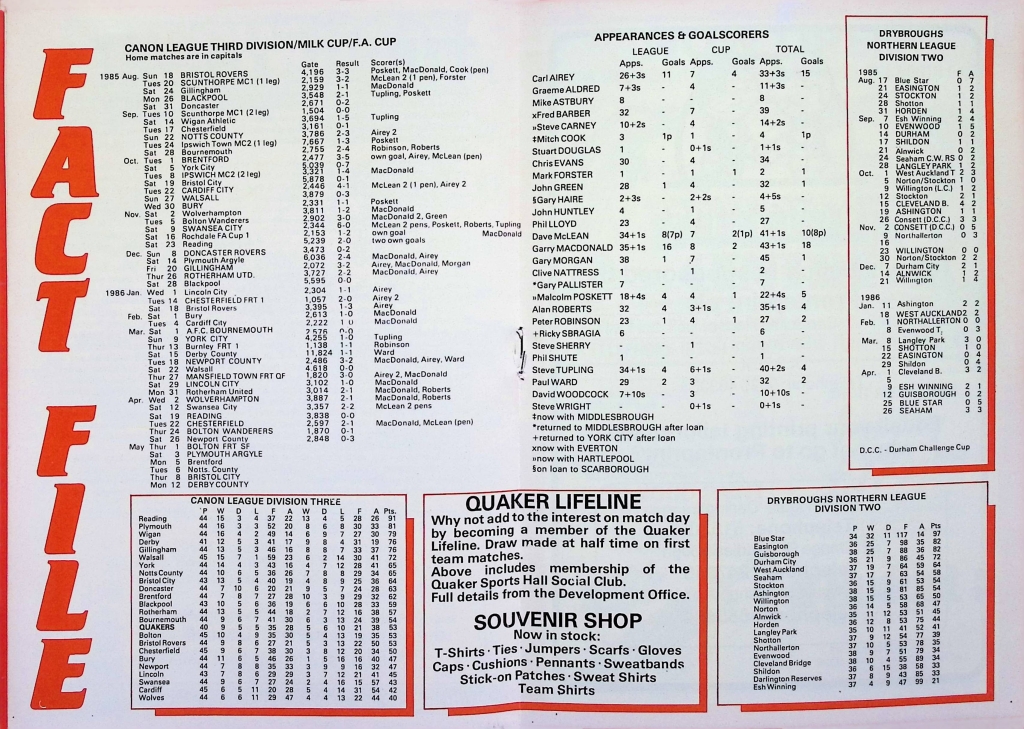 FACT FILE
CANON LEAGUE THIRD DIVISION/MILK CUP/F.A. CUP
Home matches are in capitals
Gate Result Scorer(s)
1985 Aug. Sun 18 BRISTOL ROVERS 4,196 3-3 Poskett, MacDonald, Cook (pen)
Tues 20 SCUNTHORPE MC1 (1 leg) 2,159 3-2 McLean 2 (1 pen), Forster
Sat 24 Gillingham 2,929 1-1 MacDonald
Mon 26 BLACKPOOL 3,548 2-1 Tupling, Poskett
Sat 31 Doncaster 2,671 0-2
Sep. Tues 10 Scunthorpe MC1 (2 leg) 1,504 0-0
Sat 14 Wigan Athletic 3,694 1-5 Tupling
Tues 17 Chesterfield 3,161 0-1
Sun 22 NOTTS COUNTY 3,786 2-3 Airey 2
Tues 24 Ipswich Town MC2 (1 leg) 7,667 1-3 Poskett
Sat 28 Bournemouth 2,755 2-4 Robinson, Roberts
Oct. Tues 1 BRENTFORD 2,477 3-5 own goal, Airey, McLean (pen)
Sat 5 York City 5,039 0-7
Tues 8 IPSWICH MC2 (2 leg) 3,321 1-4 MacDonald
Sat 19 Bristol City 5,878 0-1
Tues 22 CARDIFF CITY 2,446 4-1 McLean 2 (1 pen), Airey 2
Sun 27 WALSALL 3,879 0-3
Wed 30 BURY 2,331 1-1 Poskett
Nov. Sat 2 Wolverhampton 3,811 1-2 MacDonald
Tues 5 Bolton Wanderers 2,902 3-0 MacDonald 2, Green
Sat 9 SWANSEA CITY 2,344 6-0 McLean 2 pens, Poskett, Roberts, Tupling
Sat 16 Rochdale FA Cup 1 2,153 1-2 own goal MacDonald
Sat 23 Reading 5,239 2-0 two own goals
Dec. Sun 8 DONCASTER ROVERS 3,473 0-2
Sat 14 Plymouth Argyle 6,036 2-4 MacDonald, Airey
Fri 20 GILLINGHAM 2,072 3-2 Airey, MacDonald, Morgan
Thur 26 ROTHERHAM UTD. 3,727 2-2 MacDonald, Airey
Sat 28 Blackpool 5,595 0-0
1986 Jan. Wed 1 Lincoln City 2,304 1-1 Airey
Tues 14 CHESTERFIELD FRT 1 1,057 2-0 Airey 2
Sat 18 Bristol Rovers 3,395 1-3 Airey
Feb. Sat 1 Bury 2,613 1-0 MacDonald
Tues 4 Cardiff City 2,222 MacDonald
Mar. Sat 1 A.F.C. BOURNEMOUTH 2,576 0-0
Sun 9 YORK CITY 4,255 1-0 Tupling
Thur 13 Burnley FRT 1 1,138 1-1 Robinson
Sat 15 Derby County 11,824 1-1 Ward
Tues 18 NEWPORT COUNTY 2,486 3-2 MacDonald, Airey, Ward
Sat 22 Walsall 4,618 0-0
Thur 27 MANSFIELD TOWN FRT QF 1,820 3-0 Airey 2, MacDonald
Sat 29 LINCOLN CITY 3,102 1-0 MacDonald
Mon 31 Rotherham United 3,014 2-1 MacDonald, Roberts
Apr. Wed 2 WOLVERHAMPTON 3,887 2-1 MacDonald, Roberts
Sat 12 Swansea City 3,357 2-2 McLean 2 pens
Sat 19 READING 3,838 0-0
Tues 22 CHESTERFIELD 2,597 2-1 MacDonald, McLean (pen)
Thur 24 BOLTON WANDERERS 1,870 0-1
Sat 26 Newport County 2,848 0-3
May Thur 1 BOLTON FRT SF
Sat 3 PLYMOUTH ARGYLE
Mon 5 Brentford
Tues 6 Notts. County
Thur 8 BRISTOL CITY
Mon 12 DERBY COUNTY
APPEARANCES & GOALSCORERS
LEAGUE CUP TOTAL
Apps. Goals Apps. Goals Apps. Goals
Carl AIREY 26+3s 11 7 4 33+3s 15
Graeme ALDRED 7+3s - 4 - 11+3s -
Mike ASTBURY 8 - - - 8 -
xFred BARBER 32 - 7 - 39 -
»Steve CARNEY 10+2s - 4 - 14+2s -
‡Mitch COOK 3 1p 1 - 4 1p
Stuart DOUGLAS 1 - 0+1s - 1+1s -
Chris EVANS 30 - 4 - 34 -
Mark FORSTER 1 - 1 1 2 1
John GREEN 28 1 4 - 32 1
§Gary HAIRE 2+3s - 2+2s - 4+5s -
John HUNTLEY 4 - 1 - 5 -
Phil LLOYD 23 - 4 - 27 -
Dave McLEAN 34+1s 8(7p) 7 2(1p) 41+1s 10(8p)
Garry MACDONALD 35+1s 16 8 2 43+1s 18
Gary MORGAN 38 1 7 - 45 1
Clive NATTRESS 1 - 1 - 2 -
*Gary PALLISTER 7 - - - 7 -
»Malcolm POSKETT 18+4s 4 4 1 22+4s 5
Alan ROBERTS 32 4 3+1s - 35+1s 4
Peter ROBINSON 23 1 4 1 27 2
+Ricky SBRAGIA 6 - - - 6 -
Steve SHERRY 1 - - - 1 -
Phil SHUTE 1 - - - 1 -
Steve TUPLING 34+1s 4 6+1s - 40+2s 4
Paul WARD 29 2 3 - 32 2
David WOODCOCK 7+10s - 3 - 10+10s -
Steve WRIGHT - - 0+1s - 0+1s -
‡now with MIDDLESBROUGH
*returned to MIDDLESBROUGH after loan
+returned to YORK CITY after loan
xnow with EVERTON
»now with HARTLEPOOL
§on loan to SCARBOROUGH
DRYBROUGHS
NORTHERN LEAGUE
DIVISION TWO
1985 F A
Aug. 17 Blue Star 0 7
21 EASINGTON 1 2
24 STOCKTON 1 2
28 Shotton 1 1
31 HORDEN 1 4
Sep. 7 Esh Winning 2 4
10 EVENWOOD 1 5
14 DURHAM 0 2
17 SHILDON 1 1
21 Alnwick 0 2
24 Seaham C.W. RS 0 2
28 LANGLEY PARK 1 2
Oct. 1 West Auckland T 2 3
5 Norton/Stockton 1 0
9 Willington (L.C.) 1 2
12 Stockton 2 1
15 CLEVELAND B. 4 2
19 ASHINGTON 1 1
26 Consett (D.C.C.) 3 3
Nov. 2 CONSETT (D.C.C.) 0 5
9 Northallerton 0 3
16
23 WILLINGTON 0 0
30 Norton/Stockton 2 2
Dec. 7 Durham City 2 1
14 ALNWICK 1 2
21 Willington 1 4
1986
Jan. 11 Ashington 2 2
18 WEST AUCKLAND 2 2
Feb. 1 NORTHALLERTON 0 0
8 Evenwood T. 0 3
Mar. 8 Langley Park 3 0
15 SHOTTON 1 0
22 EASINGTON 0 4
29 Shildon 0 4
Apr. 1 Cleveland B. 3 2
5
9 ESH WINNING 2 1
12 GUISBOROUGH 0 2
25 BLUE STAR 0 5
26 SEAHAM 3 3
D.C.C. - Durham Challenge Cup
CANON LEAGUE DIVISION THREE
P W D L F A W D L F A Pts.
Reading 44 15 3 4 37 22 13 4 5 28 26 91
Plymouth 44 16 3 3 52 20 8 6 8 30 33 81
Wigan 44 16 4 2 49 14 6 9 7 27 30 79
Derby 41 12 5 3 41 17 9 8 4 31 19 76
Gillingham 44 13 5 3 46 16 8 8 7 33 37 76
Walsall 45 15 7 1 59 23 6 2 14 30 41 72
York 44 14 4 3 43 16 4 7 12 28 41 65
Notts County 44 10 6 5 36 26 7 8 8 29 34 65
Bristol City 43 13 5 4 40 19 4 8 9 25 36 64
Doncaster 44 7 10 6 20 21 9 5 7 24 28 63
Brentford 44 7 8 7 28 10 3 9 29 32 62
Blackpool 43 10 5 6 36 19 6 6 10 28 33 59
Rotherham 44 13 5 5 44 18 2 7 12 16 38 57
Bournemouth 44 9 6 7 41 30 6 3 13 24 39 54
QUAKERS 40 9 5 5 35 28 5 6 10 21 38 53
Bolton 45 10 4 9 35 30 5 4 13 19 35 53
Bristol Rovers 44 9 8 6 27 21 5 3 13 22 50 53
Chesterfield 45 9 6 7 38 30 3 8 12 20 34 50
Bury 44 11 6 5 46 26 1 5 16 16 40 47
Newport 44 7 8 8 35 33 3 9 9 16 32 47
Lincoln 43 7 8 6 29 29 3 7 12 21 41 45
Swansea 44 9 6 7 27 24 2 4 16 15 57 43
Cardiff 45 6 5 11 20 28 5 4 14 31 54 42
Wolves 44 6 6 11 29 47 4 4 13 22 44 40
QUAKER LIFELINE
Why not add to the interest on match day
by becoming a member of the Quaker
Lifeline. Draw made at half time on first
team matches.
Above includes membership of the
Quaker Sports Hall Social Club.
Full details from the Development Office.
SOUVENIR SHOP
Now in stock:
T-Shirts · Ties · Jumpers · Scarfs · Gloves
Caps · Cushions · Pennants · Sweatbands
Stick-on Patches · Sweat Shirts
Team Shirts
DRYBROUGHS NORTHERN LEAGUE
DIVISION TWO
P W D F A Pts
Blue Star 34 32 11 117 14 97
Easington 36 25 7 98 35 82
Guisborough 38 25 7 88 36 82
Durham City 36 21 9 86 45 72
West Auckland 37 19 7 64 59 64
Seaham 37 17 7 63 54 58
Stockton 36 15 9 61 53 54
Ashington 38 15 9 81 85 54
Willington 38 15 5 53 65 50
Norton 36 14 5 58 68 47
Alnwick 35 11 12 53 51 45
Horden 36 12 8 53 75 44
Langley Park 35 10 11 41 52 41
Shotton 37 9 12 54 77 39
Northallerton 37 10 5 53 78 35
Evenwood 38 9 7 51 79 34
Cleveland Bridge 38 10 4 55 89 34
Shildon 36 6 15 38 58 33
Darlington Reserves 37 8 9 43 85 33
Esh Winning 37 4 9 47 99 21